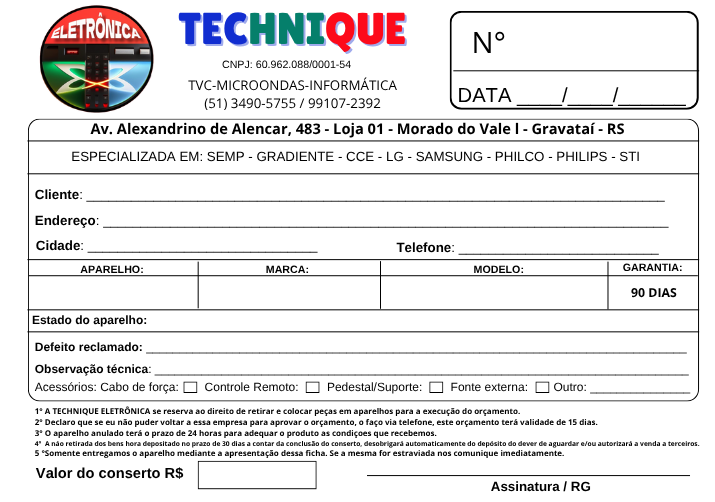 ELETRÔNICA
TECHNIQUE
CNPJ: 60.962.088/0001-54
TVC-MICROONDAS-INFORMÁTICA
(51) 3490-5755 / 99107-2392
N°
DATA ____/____/______
Av. Alexandrino de Alencar, 483 - Loja 01 - Morado do Vale l - Gravataí - RS
ESPECIALIZADA EM: SEMP - GRADIENTE - CCE - LG - SAMSUNG - PHILCO - PHILIPS - STI
Cliente:
Endereço:
Cidade: Telefone:
APARELHO: MARCA: MODELO: GARANTIA:
90 DIAS
Estado do aparelho:
Defeito reclamado:
Observação técnica:
Acessórios: Cabo de força: Controle Remoto: Pedestal/Suporte: Fonte externa: Outro:
1° A TECHNIQUE ELETRÔNICA se reserva ao direito de retirar e colocar peças em aparelhos para a execução do orçamento.
2° Declaro que se eu não puder voltar a essa empresa para aprovar o orçamento, o faço via telefone, este orçamento terá validade de 15 dias.
3° O aparelho anulado terá o prazo de 24 horas para adequar o produto as condiçoes que recebemos.
4° A não retirada dos bens hora depositado no prazo de 30 dias a contar da conclusão do conserto, desobrigará automaticamente do depósito do dever de aguardar e/ou autorizará a venda a terceiros.
5 °Somente entregamos o aparelho mediante a apresentação dessa ficha. Se a mesma for estraviada nos comunique imediatamente.
Valor do conserto R$
Assinatura / RG